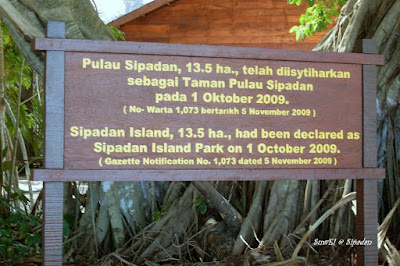 Pulau Sipadan, 13.5 ha., telah diisytiharkan
sebagai Taman Pulau Sipadan
pada 1 Oktober 2009.
( No- Warta 1,073 bertarikh 5 November 2009 )
Sipadan Island, 13.5 ha., had been declared as
Sipadan Island Park on 1 October 2009.
( Gazette Notification No. 1,073 dated 5 November 2009 )